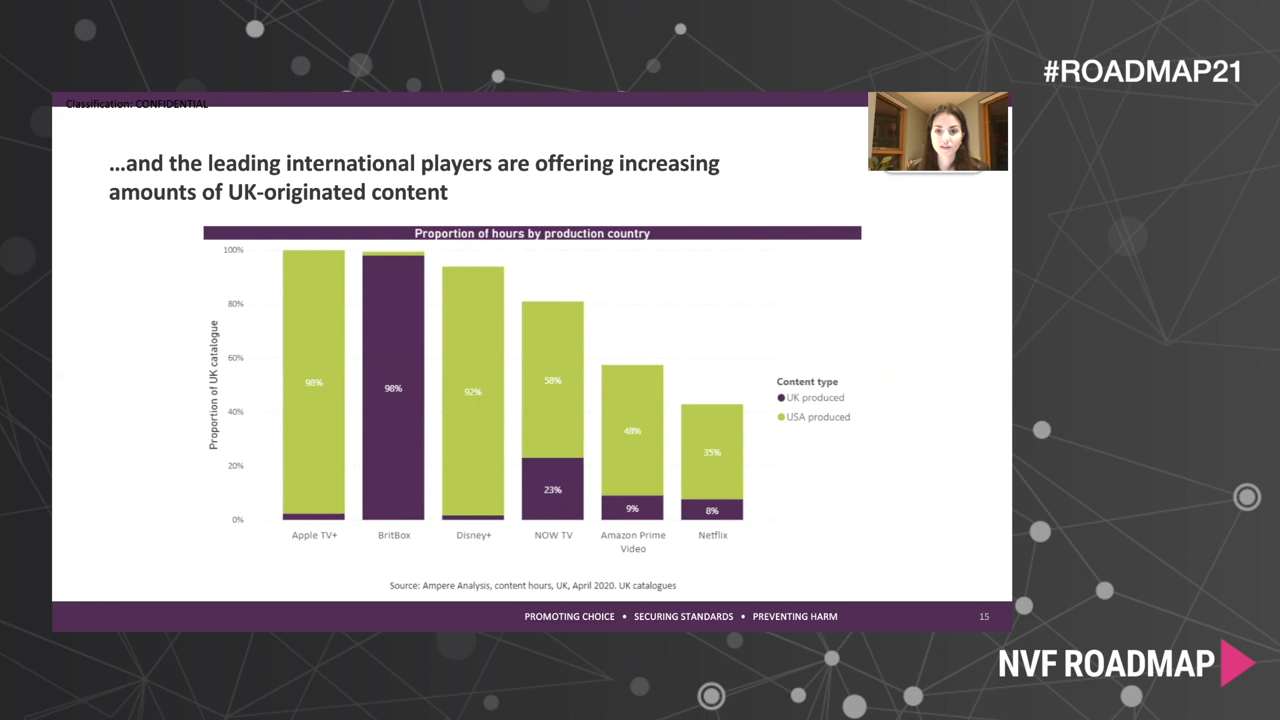 #ROADMAP21
Classification: CONFIDENTIAL
...and the leading international players are offering increasing
amounts of UK-originated content
Proportion of hours by production country
Proportion of UK catalogue
100%
80%
60%
40%
20%
0%
98%
98%
92%
58%
23%
48%
9%
35%
8%
Apple TV+
BritBox
Disney+
NOW TV
Amazon Prime
Video
Netflix
Content type
UK produced
USA produced
Source: Ampere Analysis, content hours, UK, April 2020. UK catalogues
PROMOTING CHOICE • SECURING STANDARDS • PREVENTING HARM
15
NVF ROADMAP